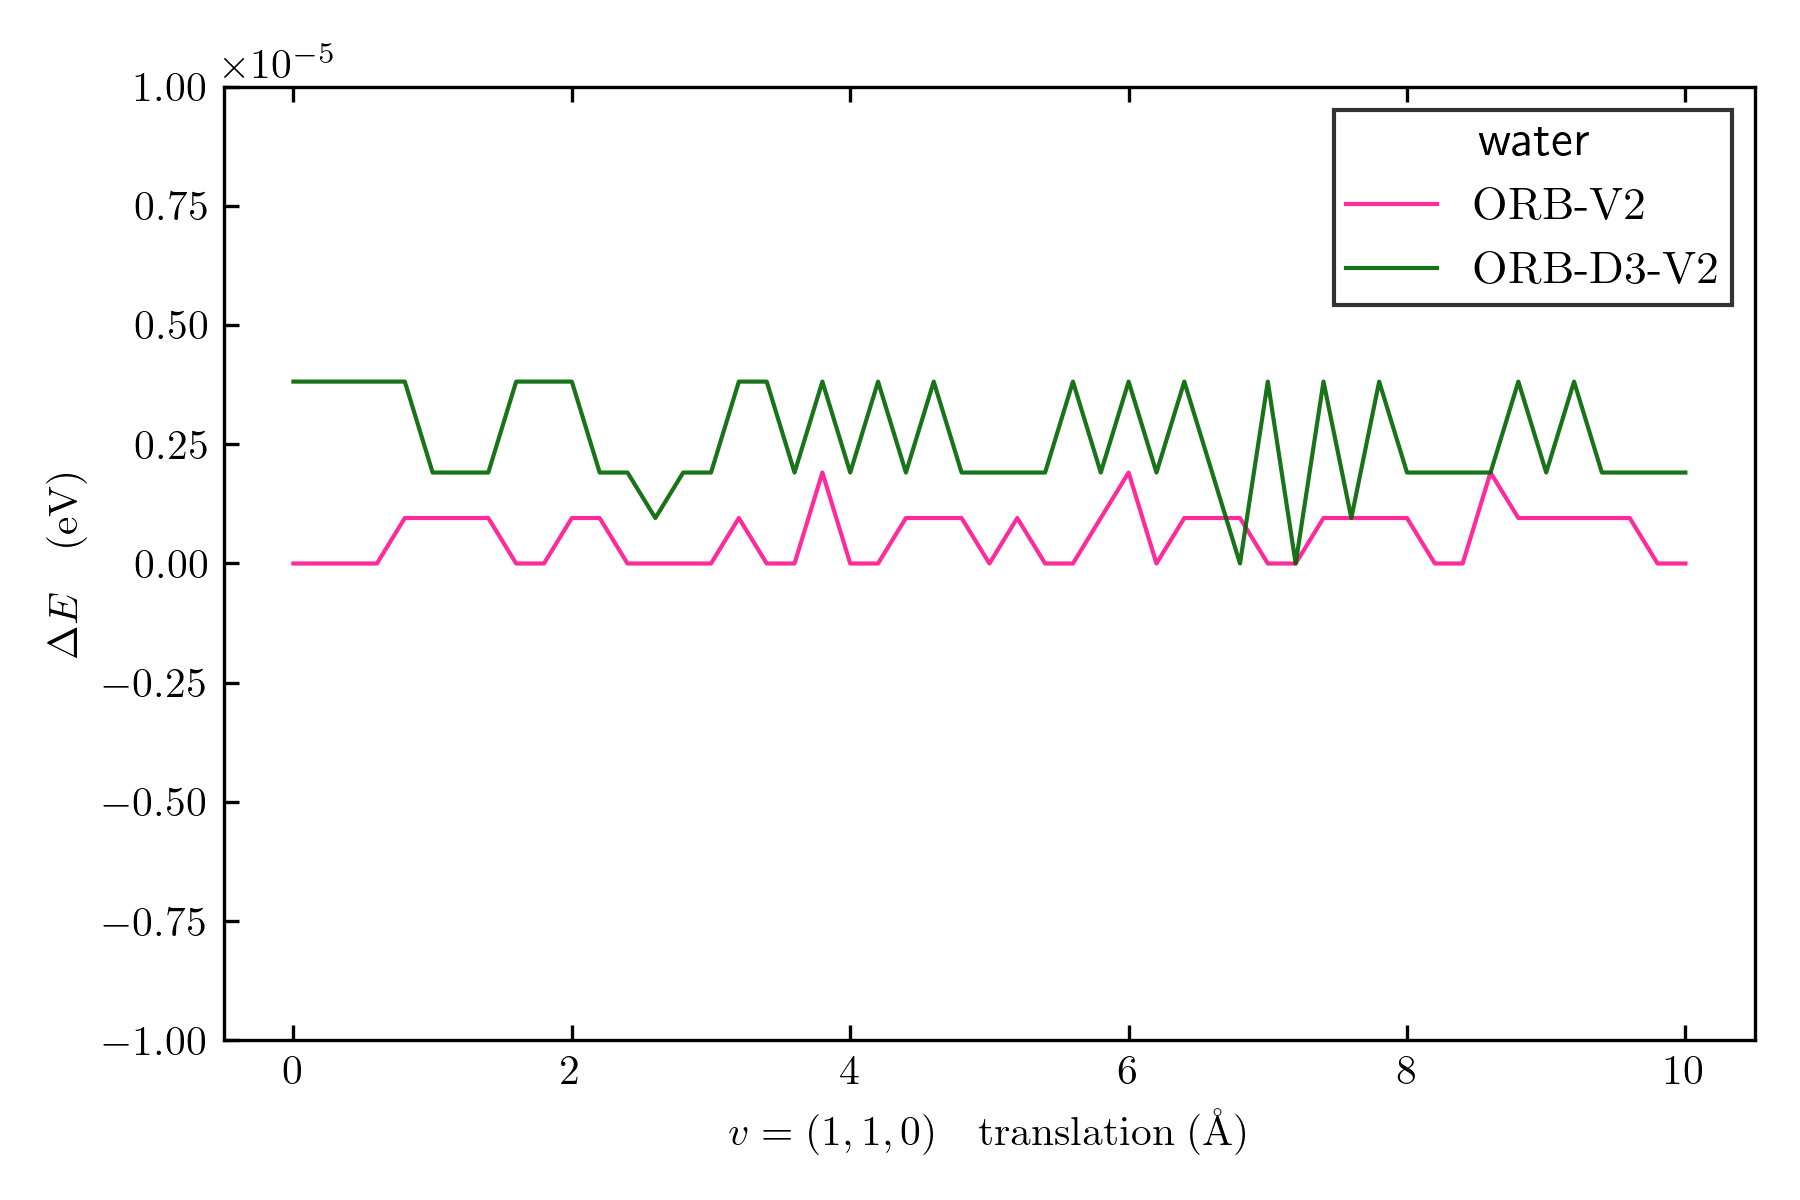 ×10⁻⁵
1.00
0.75
0.50
0.25
0.00
−0.25
−0.50
−0.75
−1.00
ΔE (eV)
water
ORB-V2
ORB-D3-V2
0 2 4 6 8 10
v = (1, 1, 0) translation (Å)